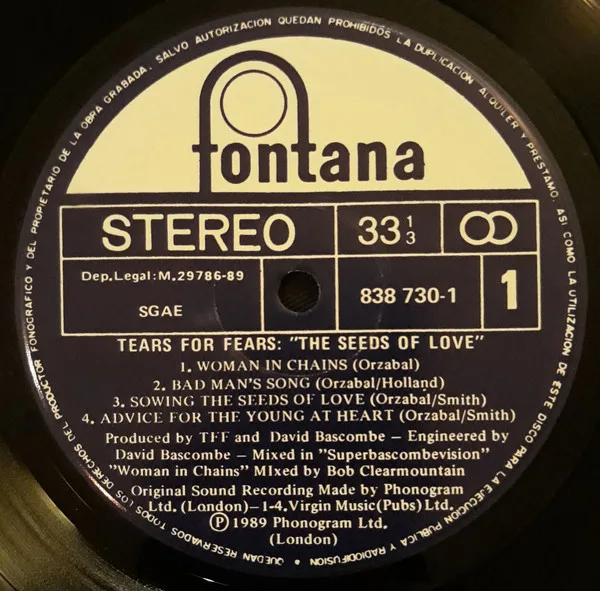 QUEDAN RESERVADOS TODOS LOS DERECHOS DEL PRODUCTOR FONOGRAFICO Y DEL PROPIETARIO DE LA OBRA GRABADA. SALVO AUTORIZACION QUEDAN PROHIBIDOS LA DUPLICACION, ALQUILER Y PRESTAMO, ASI COMO LA UTILIZACION DE ESTE DISCO PARA LA EJECUCION PUBLICA Y RADIODIFUSION •
fontana
STEREO
33 1/3
Dep.Legal:M.29786-89
SGAE
838 730-1
1
TEARS FOR FEARS: "THE SEEDS OF LOVE"
1. WOMAN IN CHAINS (Orzabal)
2. BAD MAN'S SONG (Orzabal/Holland)
3. SOWING THE SEEDS OF LOVE (Orzabal/Smith)
4. ADVICE FOR THE YOUNG AT HEART (Orzabal/Smith)
Produced by TFF and David Bascombe – Engineered by
David Bascombe – Mixed in "Superbascombevision"
"Woman in Chains" MIxed by Bob Clearmountain
Original Sound Recording Made by Phonogram
Ltd. (London)–1-4. Virgin Music(Pubs) Ltd.
Ⓟ 1989 Phonogram Ltd.
(London)